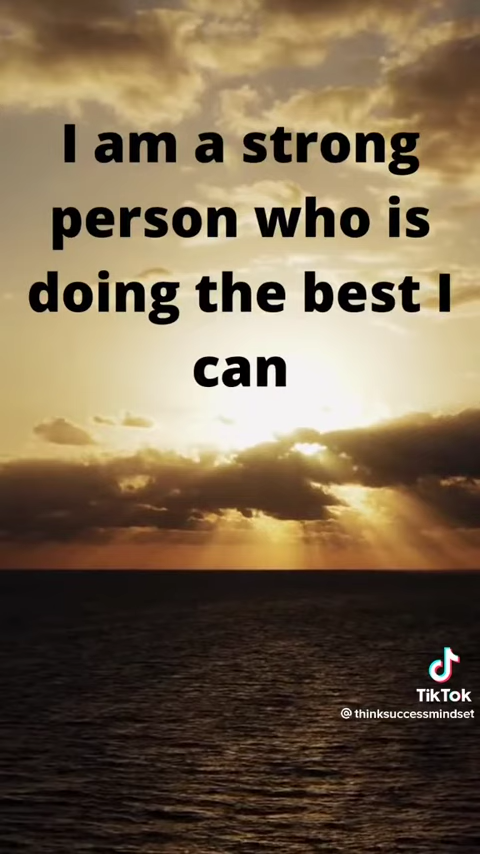 I am a strong
person who is
doing the best I
can
TikTok
@thinksuccessmindset